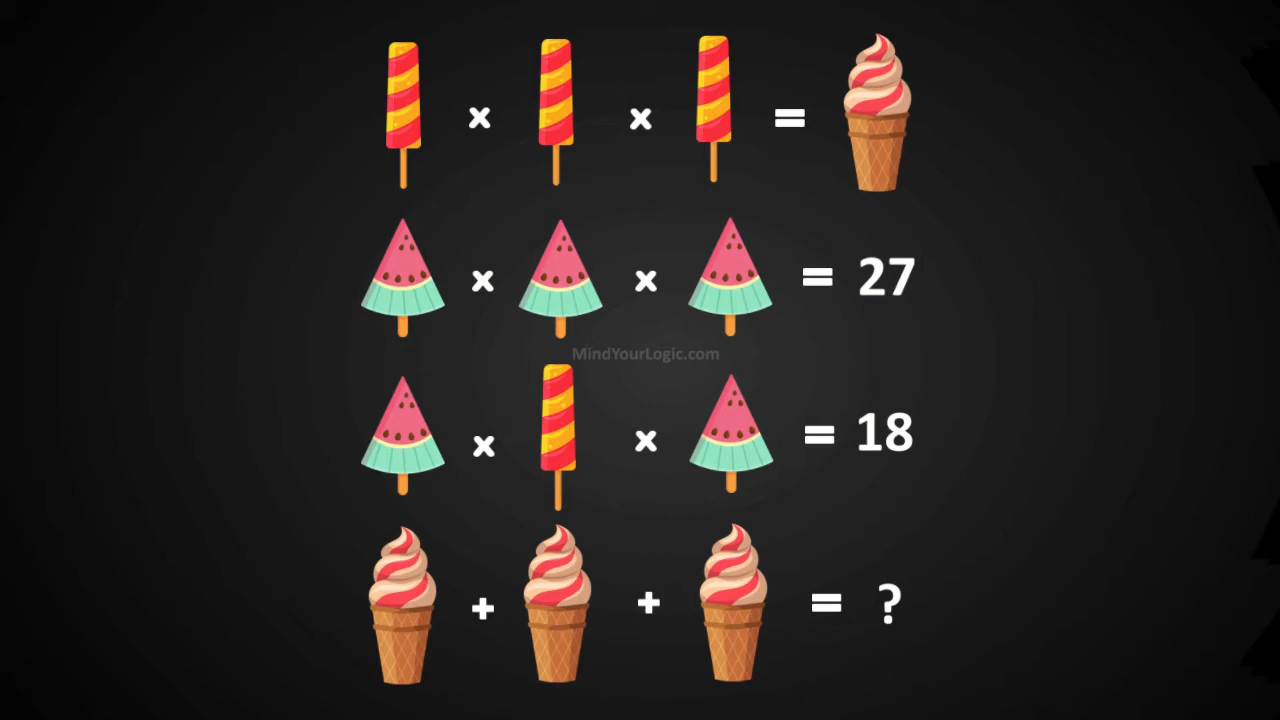 x x =
x x = 27
MindYourLogic.com
x x = 18
+ + = ?